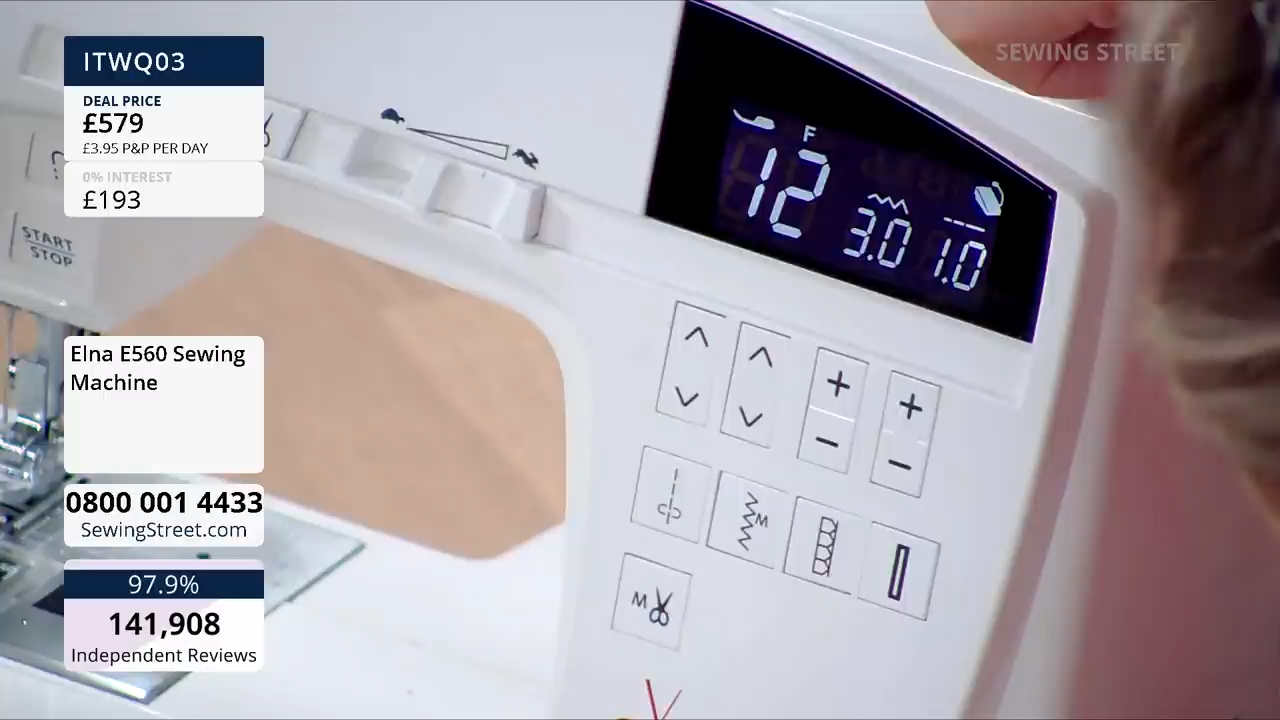 ITWQ03
DEAL PRICE
£579
£3.95 P&P PER DAY
0% INTEREST
£193
Elna E560 Sewing
Machine
0800 001 4433
SewingStreet.com
97.9%
141,908
Independent Reviews
SEWING STREET
START
STOP
F
12
3.0
1.0
M
M